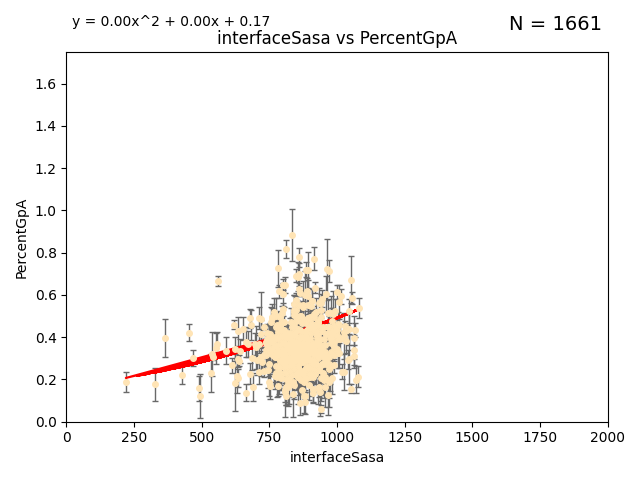 y = 0.00x^2 + 0.00x + 0.17
N = 1661
interfaceSasa vs PercentGpA
PercentGpA
1.6
1.4
1.2
1.0
0.8
0.6
0.4
0.2
0.0
0 250 500 750 1000 1250 1500 1750 2000
interfaceSasa